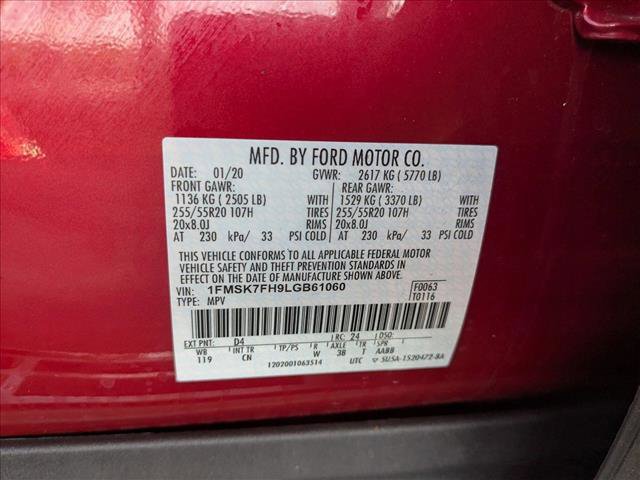 MFD. BY FORD MOTOR CO.
DATE: 01/20 GVWR: 2617 KG ( 5770 LB)
FRONT GAWR: REAR GAWR:
1136 KG ( 2505 LB) WITH 1529 KG ( 3370 LB) WITH
255/55R20 107H TIRES 255/55R20 107H TIRES
20x8.0J RIMS 20x8.0J RIMS
AT 230 kPa/ 33 PSI COLD AT 230 kPa/ 33 PSI COLD
THIS VEHICLE CONFORMS TO ALL APPLICABLE FEDERAL MOTOR
VEHICLE SAFETY AND THEFT PREVENTION STANDARDS IN EFFECT
ON THE DATE OF MANUFACTURE SHOWN ABOVE.
VIN: 1FMSK7FH9LGB61060 F0063
TYPE: MPV T0116
EXT PNT: D4 RC: 24 DSO:
WB INT TR TP/PS R AXLE TR SPR
119 CN W 3B T AABB
1202001063514 UTC 5USA-1520472-BA